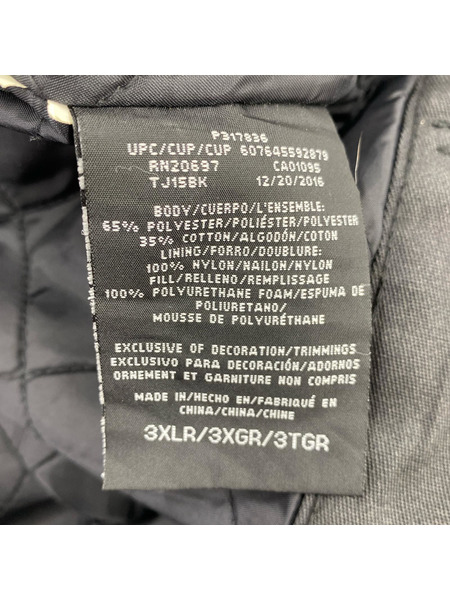 P317836
UPC/CUP/CUP 607645592879
RN20697 CA01095
TJ15BK 12/20/2016
BODY/CUERPO/L'ENSEMBLE:
65% POLYESTER/POLIÉSTER/POLYESTER
35% COTTON/ALGODÓN/COTON
LINING/FORRO/DOUBLURE:
100% NYLON/NAILON/NYLON
FILL/RELLENO/REMPLISSAGE
100% POLYURETHANE FOAM/ESPUMA DE
POLIURETANO/
MOUSSE DE POLYURÉTHANE
EXCLUSIVE OF DECORATION/TRIMMINGS
EXCLUSIVO PARA DECORACIÓN/ADORNOS
ORNEMENT ET GARNITURE NON COMPRIS
MADE IN/HECHO EN/FABRIQUÉ EN
CHINA/CHINA/CHINE
3XLR/3XGR/3TGR